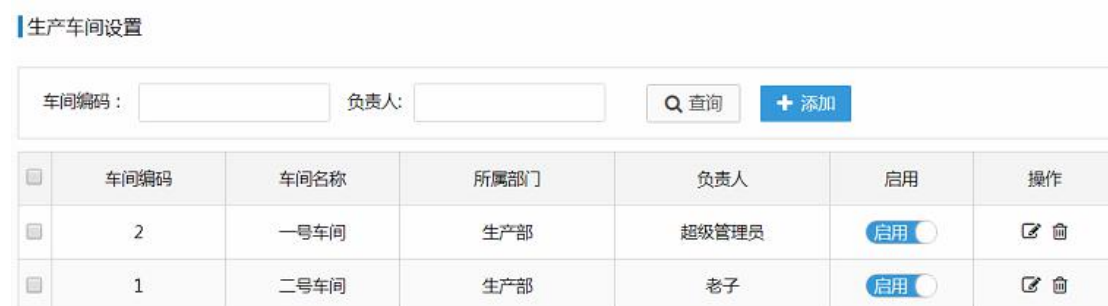 生产车间设置
车间编码： 负责人: 查询 添加
车间编码 车间名称 所属部门 负责人 启用 操作
2 一号车间 生产部 超级管理员 启用
1 二号车间 生产部 老子 启用